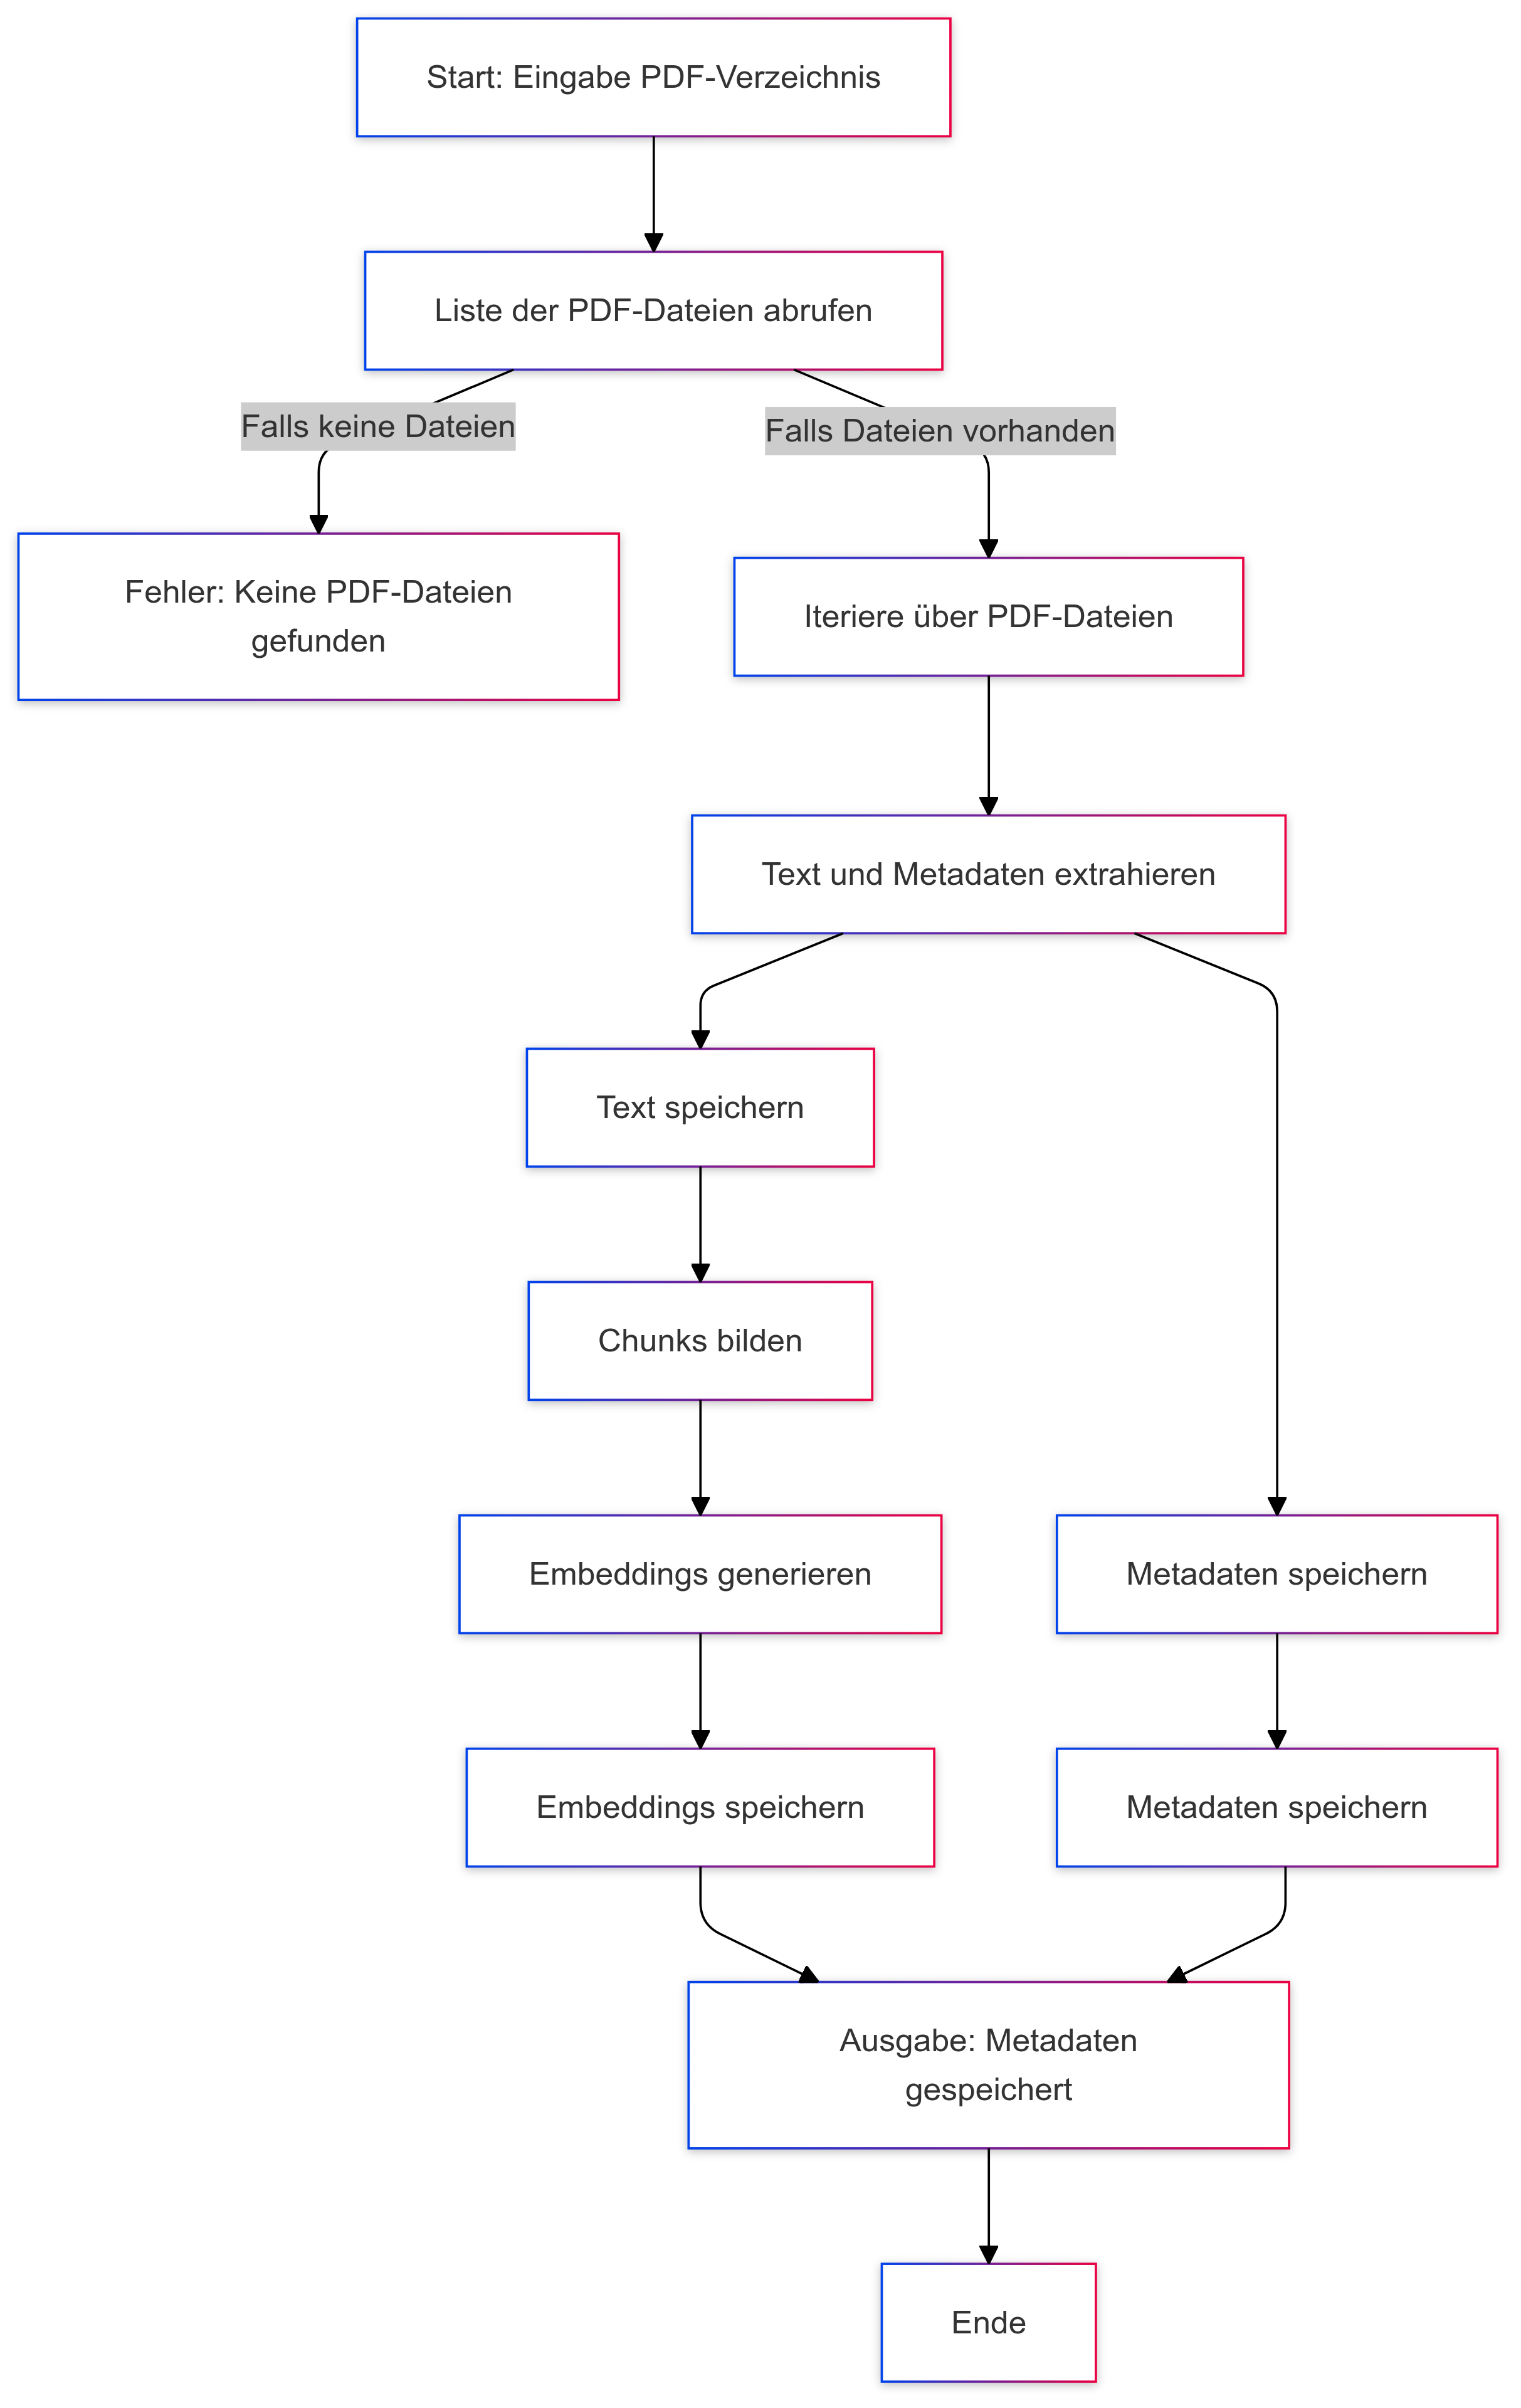 Start: Eingabe PDF-Verzeichnis
Liste der PDF-Dateien abrufen
Falls keine Dateien
Falls Dateien vorhanden
Fehler: Keine PDF-Dateien
gefunden
Iteriere über PDF-Dateien
Text und Metadaten extrahieren
Text speichern
Chunks bilden
Embeddings generieren
Metadaten speichern
Embeddings speichern
Metadaten speichern
Ausgabe: Metadaten
gespeichert
Ende